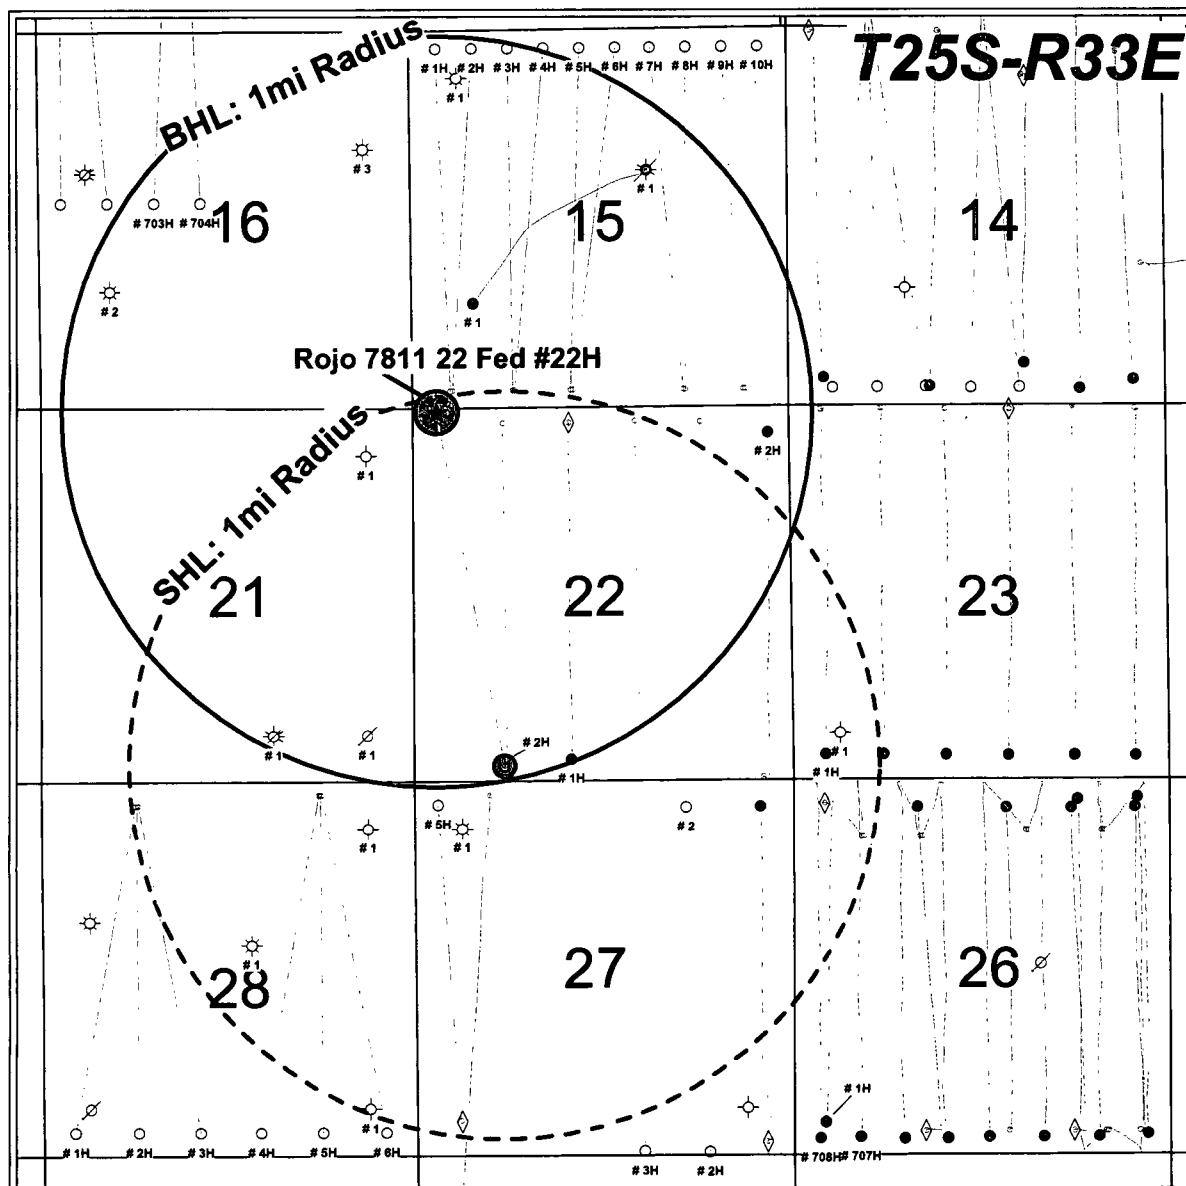 T25S-R33E
BHL: 1mi Radius
# 1H # 2H # 3H # 4H # 5H # 6H # 7H # 8H # 9H # 10H
# 1
# 3
# 1
# 703H # 704H
16
15
14
# 2
# 1
Rojo 7811 22 Fed #22H
SHL: 1mi Radius
# 1
# 2H
21
22
23
# 1
# 1
# 2H
# 1H
# 1
# 1H
# 1
# 5H
# 1
# 2
# 1
28
27
26
# 1
# 1H
# 1H # 2H # 3H # 4H # 5H # 6H
# 3H # 2H
# 708H # 707H